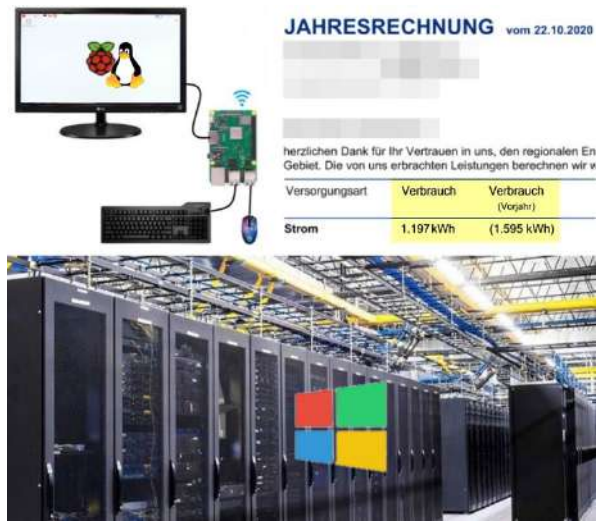 JAHRESRECHNUNG vom 22.10.2020
herzlichen Dank für Ihr Vertrauen in uns, den regionalen En
Gebiet. Die von uns erbrachten Leistungen berechnen wir w
Versorgungsart Verbrauch Verbrauch
(Vorjahr)
Strom 1.197 kWh (1.595 kWh)